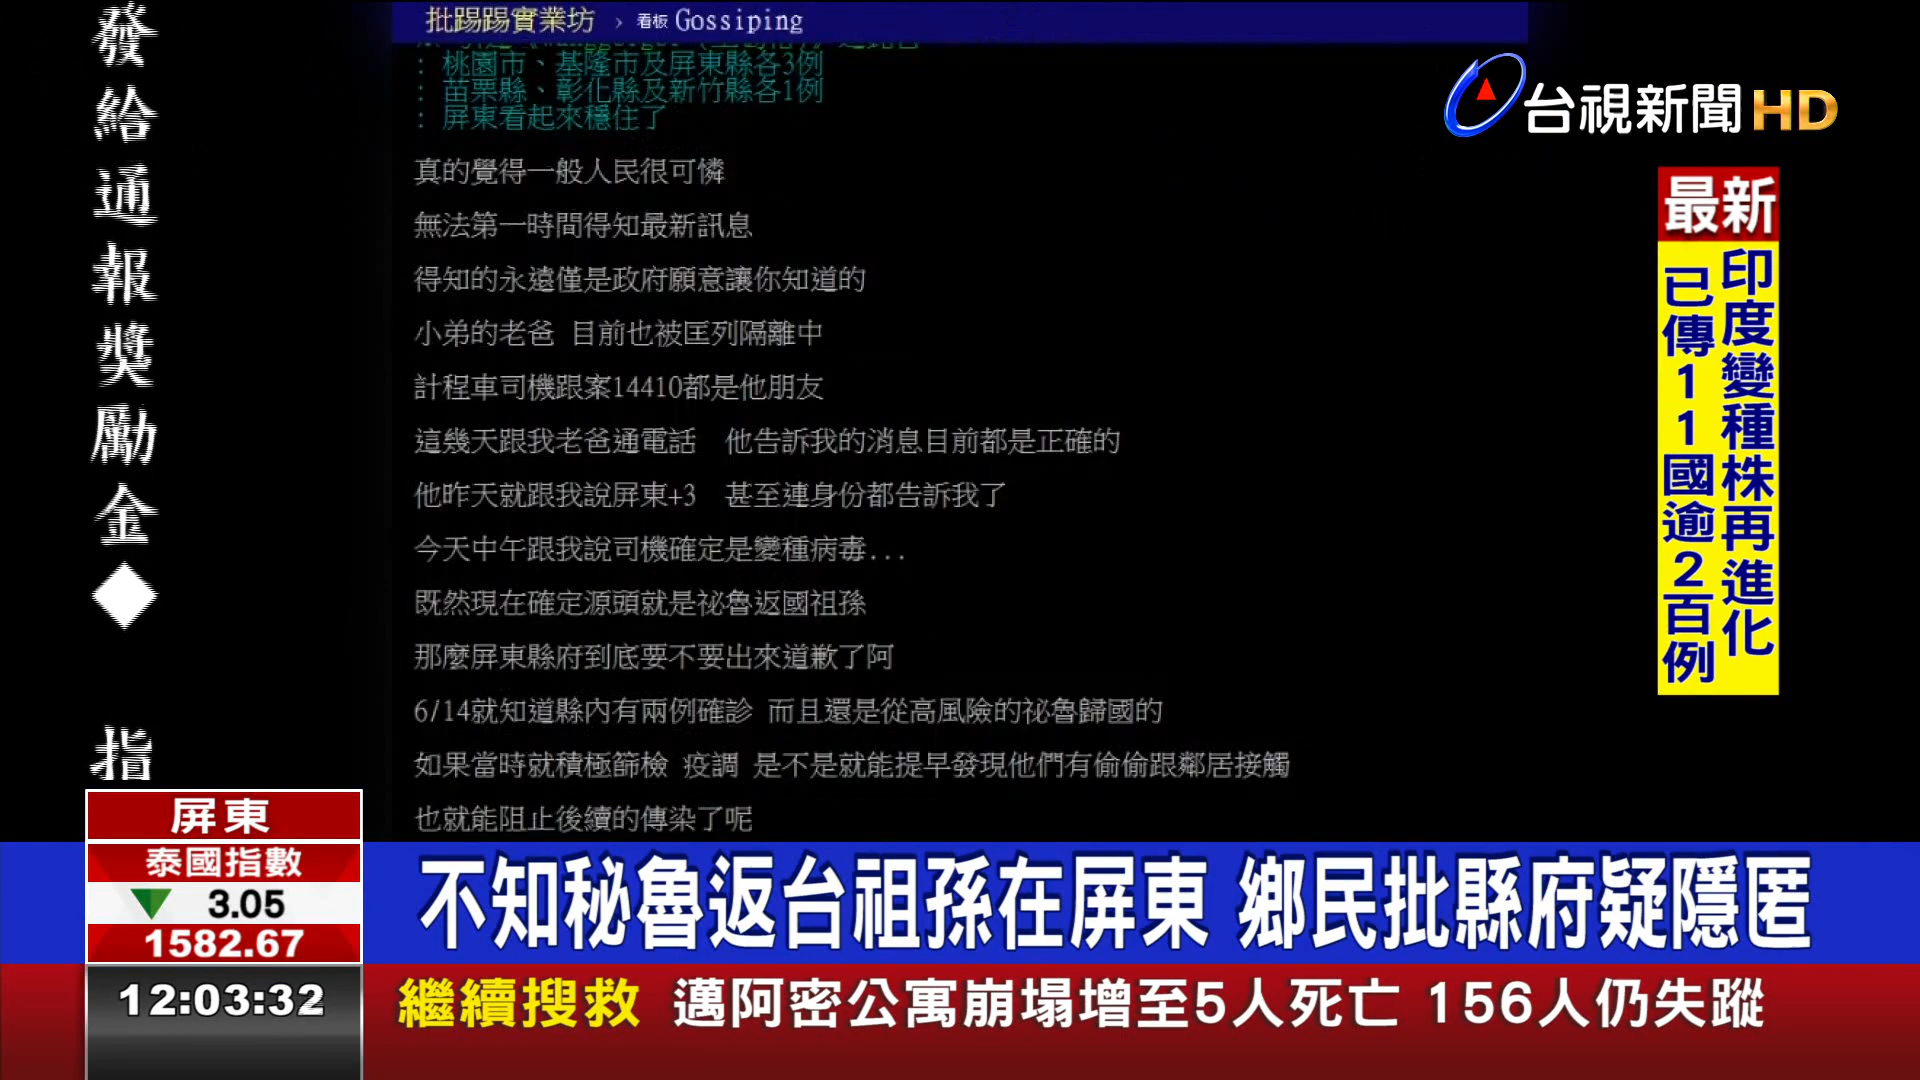 批踢踢實業坊 › 看板 Gossiping
: 桃園市、基隆市及屏東縣各3例
: 苗栗縣、彰化縣及新竹縣各1例
: 屏東看起來穩住了
真的覺得一般人民很可憐
無法第一時間得知最新訊息
得知的永遠僅是政府願意讓你知道的
小弟的老爸 目前也被匡列隔離中
計程車司機跟案14410都是他朋友
這幾天跟我老爸通電話 他告訴我的消息目前都是正確的
他昨天就跟我說屏東+3 甚至連身份都告訴我了
今天中午跟我說司機確定是變種病毒...
既然現在確定源頭就是祕魯返國祖孫
那麼屏東縣府到底要不要出來道歉了阿
6/14就知道縣內有兩例確診 而且還是從高風險的祕魯歸國的
如果當時就積極篩檢 疫調 是不是就能提早發現他們有偷偷跟鄰居接觸
也就能阻止後續的傳染了呢
發給通報獎勵金◆ 指
台視新聞HD
最新
印度變種株再進化
已傳11國逾2百例
屏東
泰國指數
▼ 3.05
1582.67
12:03:32
不知秘魯返台祖孫在屏東 鄉民批縣府疑隱匿
繼續搜救 邁阿密公寓崩塌增至5人死亡 156人仍失蹤